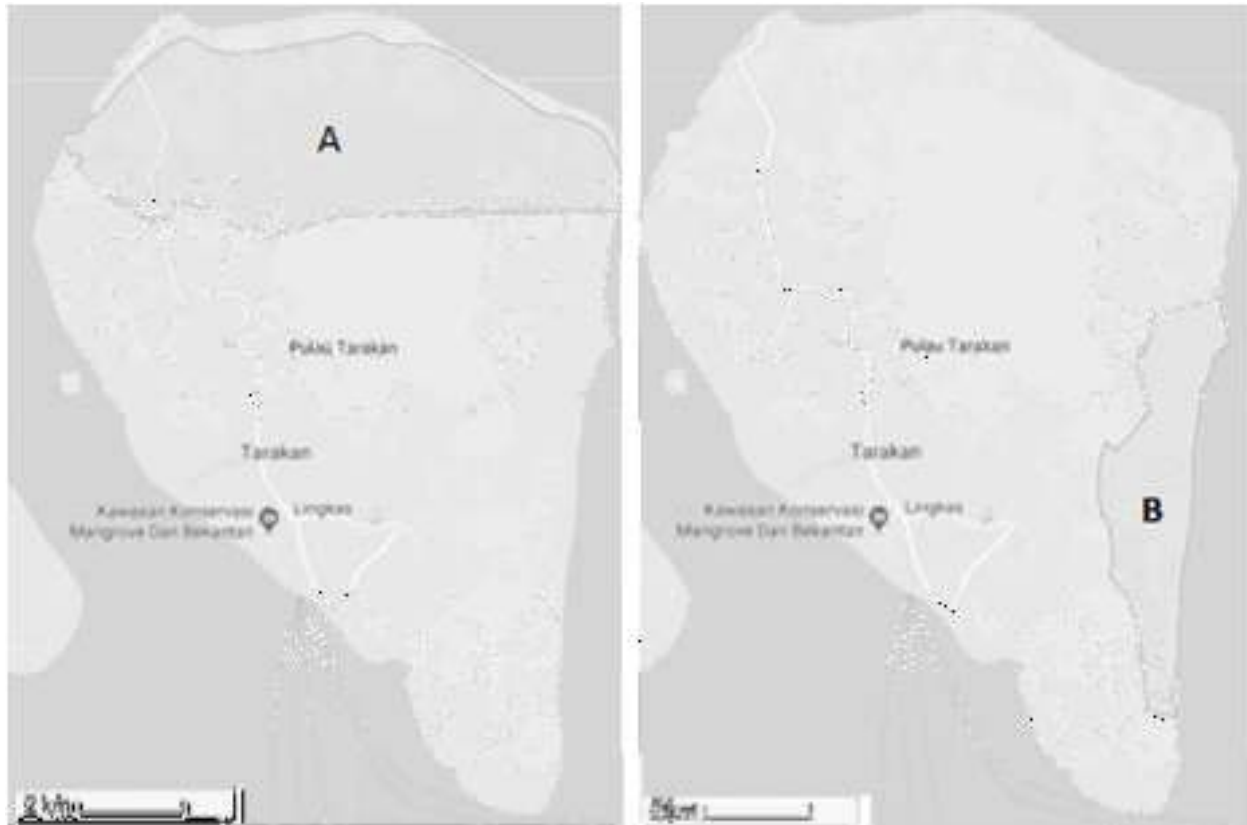 A
Pulau Tarakan
Tarakan
Kawasan Konservasi
Mangrove Dan Bekantan
Lingkas
2 km
Pulau Tarakan
Tarakan
Kawasan Konservasi
Mangrove Dan Bekantan
Lingkas
B